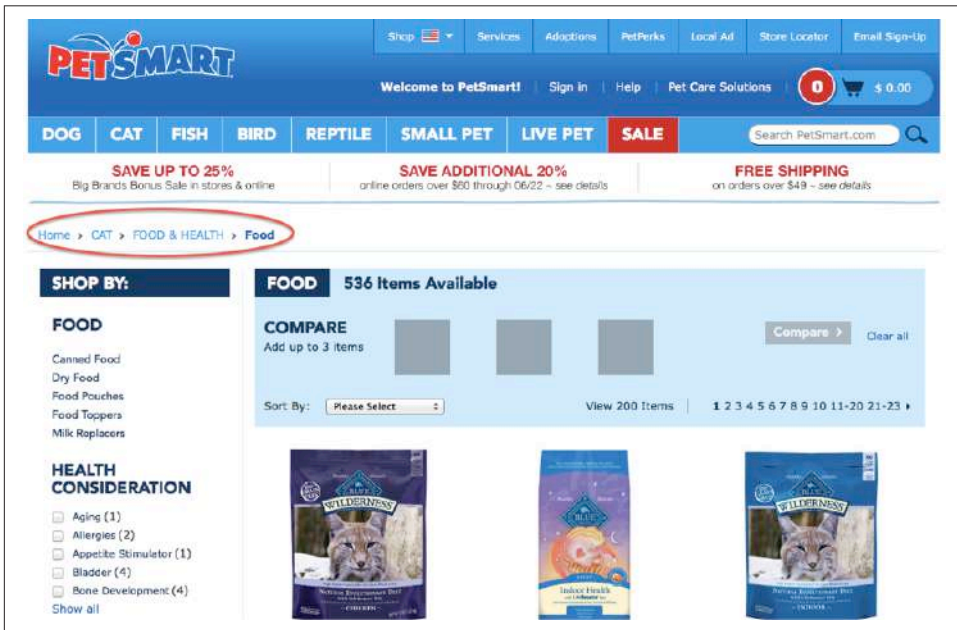 Shop Services Adoptions PetPerks Local Ad Store Locator Email Sign-Up
PETSMART
Welcome to PetSmart! Sign in Help Pet Care Solutions 0 $ 0.00
DOG CAT FISH BIRD REPTILE SMALL PET LIVE PET SALE Search PetSmart.com
SAVE UP TO 25% SAVE ADDITIONAL 20% FREE SHIPPING
Big Brands Bonus Sale in stores & online online orders over $60 through 06/22 – see details on orders over $49 – see details
Home > CAT > FOOD & HEALTH > Food
SHOP BY:
FOOD
Canned Food
Dry Food
Food Pouches
Food Toppers
Milk Replacers
HEALTH
CONSIDERATION
Aging (1)
Allergies (2)
Appetite Stimulator (1)
Bladder (4)
Bone Development (4)
Show all
FOOD 536 Items Available
COMPARE
Add up to 3 items
Compare > Clear all
Sort By: Please Select View 200 Items 1 2 3 4 5 6 7 8 9 10 11-20 21-23
BLUE
WILDERNESS
CHICKEN
BLUE
Indoor Health
BLUE
WILDERNESS
INDOOR